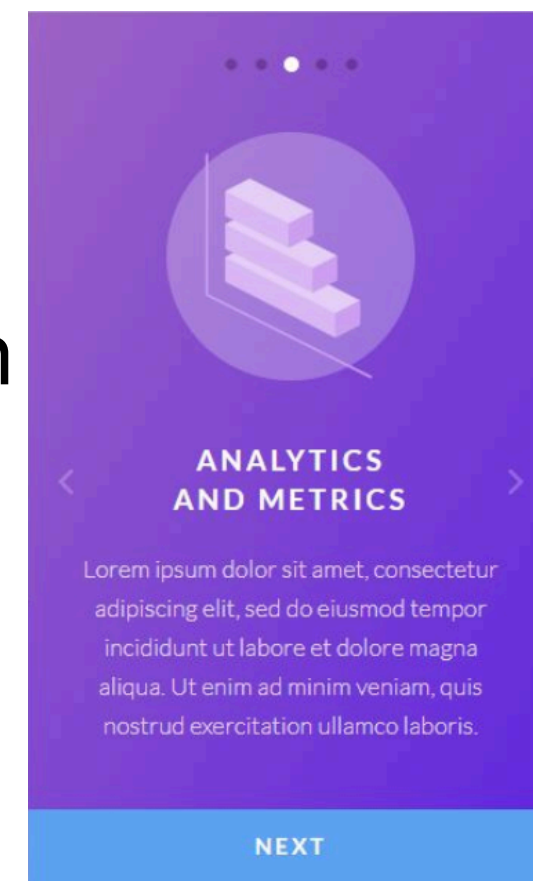 ANALYTICS
AND METRICS
Lorem ipsum dolor sit amet, consectetur
adipiscing elit, sed do eiusmod tempor
incididunt ut labore et dolore magna
aliqua. Ut enim ad minim veniam, quis
nostrud exercitation ullamco laboris.
NEXT